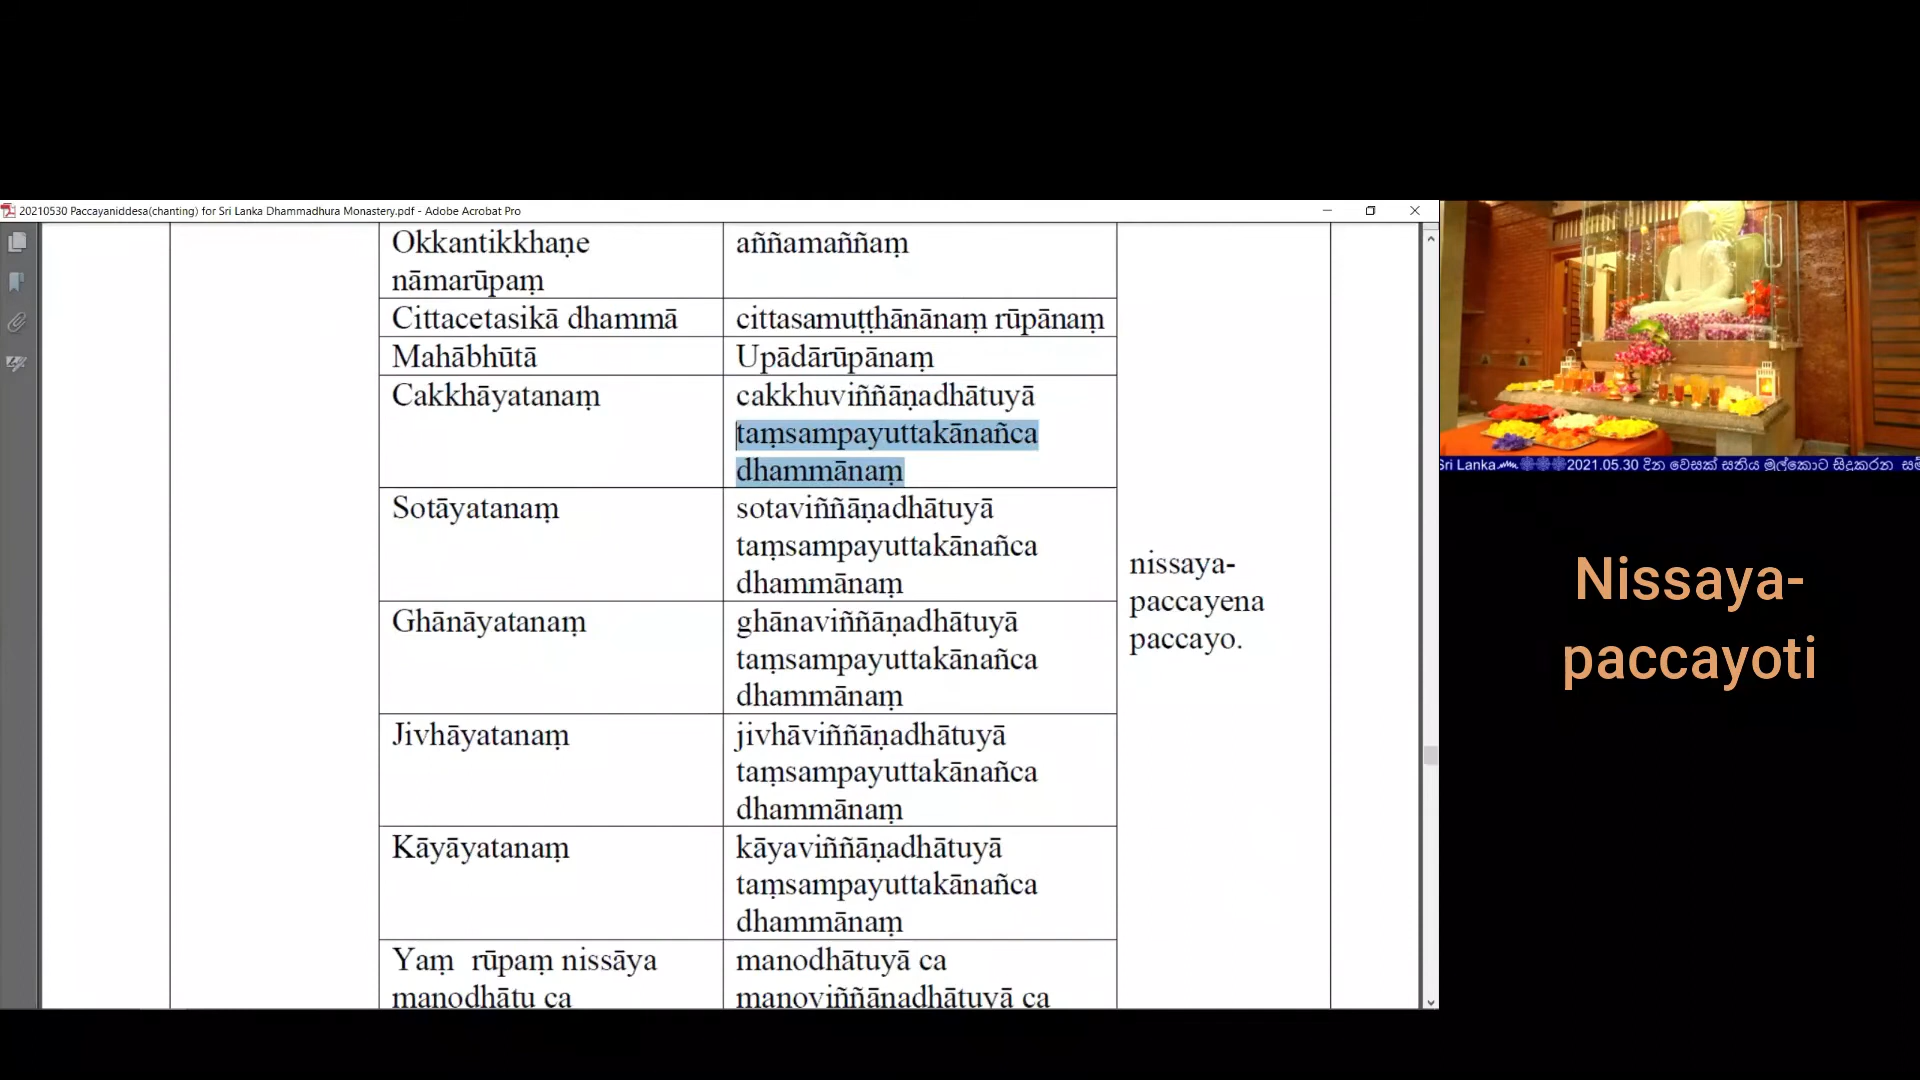 20210530 Paccayaniddesa(chanting) for Sri Lanka Dhammadhura Monastery.pdf - Adobe Acrobat Pro
Okkantikkhaṇe
nāmarūpaṃ
aññamaññaṃ
Cittacetasikā dhammā
cittasamuṭṭhānānaṃ rūpānaṃ
Mahābhūtā
Upādārūpānaṃ
Cakkhāyatanaṃ
cakkhuviññāṇadhātuyā
taṃsampayuttakānañca
dhammānaṃ
Sotāyatanaṃ
sotaviññāṇadhātuyā
taṃsampayuttakānañca
dhammānaṃ
Ghānāyatanaṃ
ghānaviññāṇadhātuyā
taṃsampayuttakānañca
dhammānaṃ
Jivhāyatanaṃ
jivhāviññāṇadhātuyā
taṃsampayuttakānañca
dhammānaṃ
Kāyāyatanaṃ
kāyaviññāṇadhātuyā
taṃsampayuttakānañca
dhammānaṃ
Yaṃ rūpaṃ nissāya
manodhātu ca
manodhātuyā ca
manoviññāṇadhātuyā ca
nissaya-
paccayena
paccayo.
Sri Lanka 2021.05.30 දින වෙසක් සතිය මුල්කොට සිදුකරන
Nissaya-
paccayoti